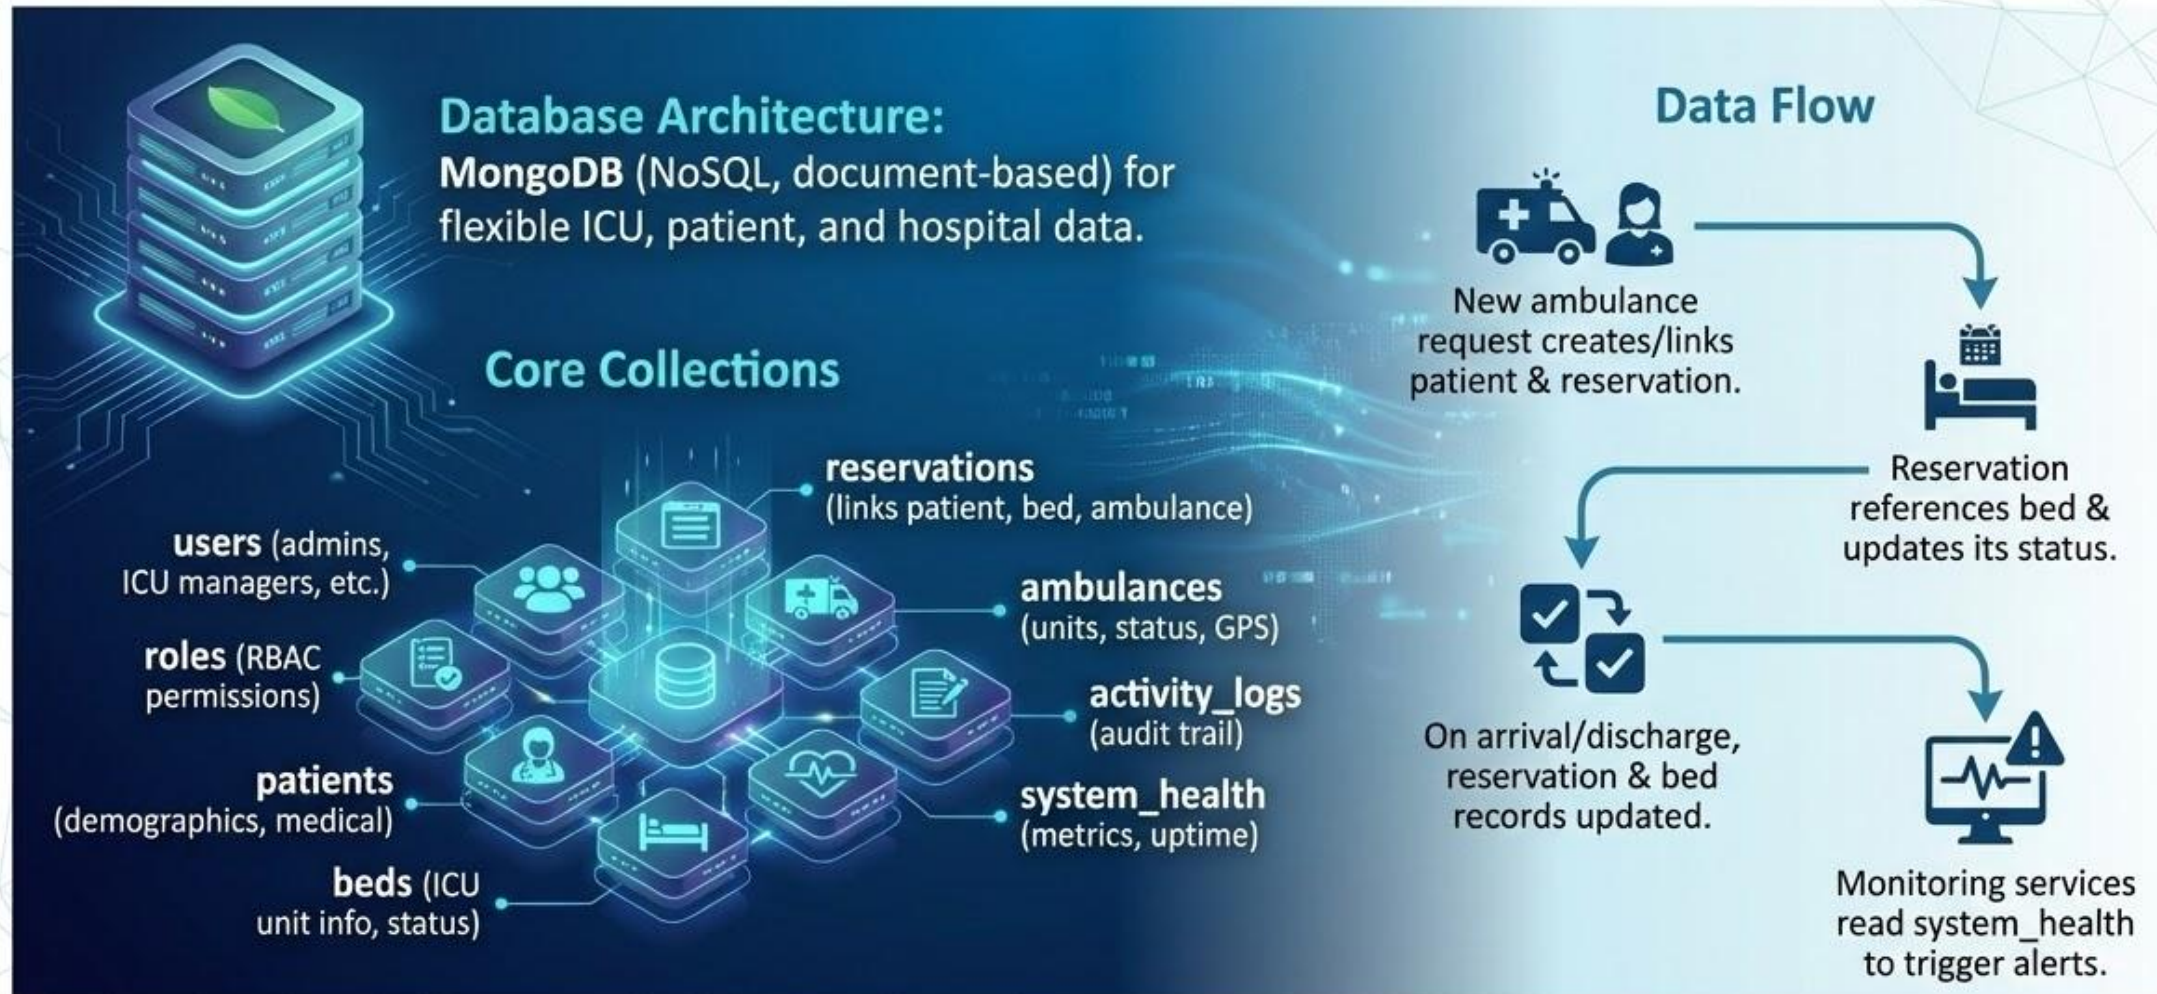 Database Architecture:
MongoDB (NoSQL, document-based) for
flexible ICU, patient, and hospital data.
Core Collections
reservations
(links patient, bed, ambulance)
users (admins,
ICU managers, etc.)
ambulances
(units, status, GPS)
roles (RBAC
permissions)
activity_logs
(audit trail)
patients
(demographics, medical)
system_health
(metrics, uptime)
beds (ICU
unit info, status)
Data Flow
New ambulance
request creates/links
patient & reservation.
Reservation
references bed &
updates its status.
On arrival/discharge,
reservation & bed
records updated.
Monitoring services
read system_health
to trigger alerts.